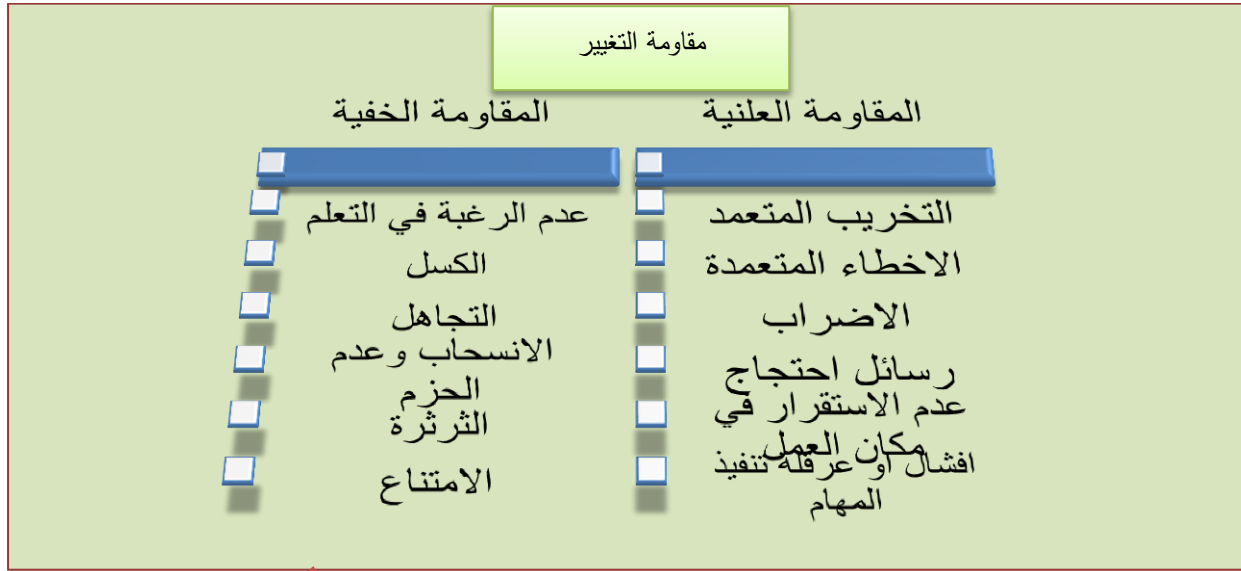 مقاومة التغيير
المقاومة العلنية
التخريب المتعمد
الاخطاء المتعمدة
الاضراب
رسائل احتجاج
عدم الاستقرار في
مكان العمل
افشال او عرقلة تنفيذ
المهام
المقاومة الخفية
عدم الرغبة في التعلم
الكسل
التجاهل
الانسحاب وعدم
الحزم
الثرثرة
الامتناع